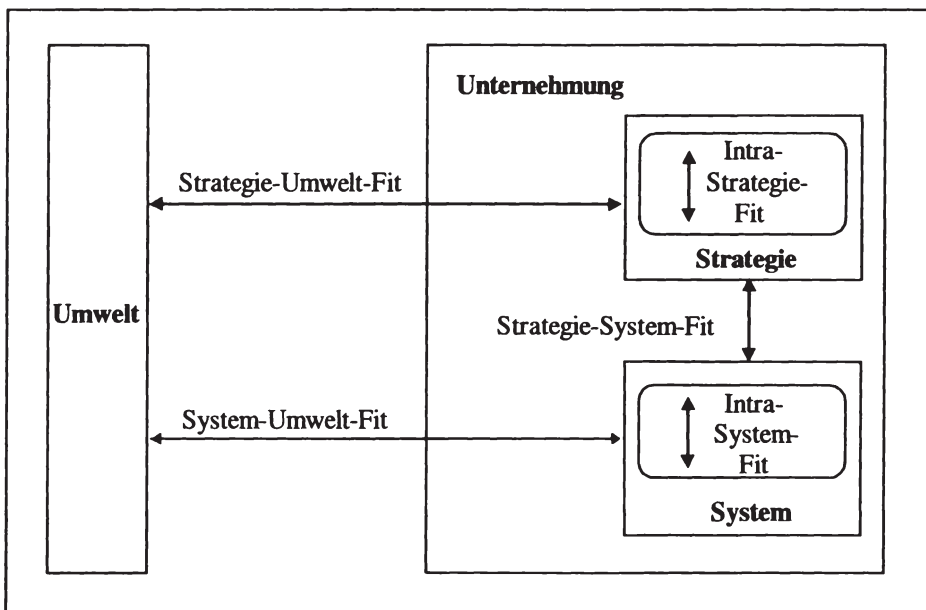 Unternehmung
Intra-
Strategie-
Fit
Strategie
Strategie-Umwelt-Fit
Umwelt
Strategie-System-Fit
System-Umwelt-Fit
Intra-
System-
Fit
System